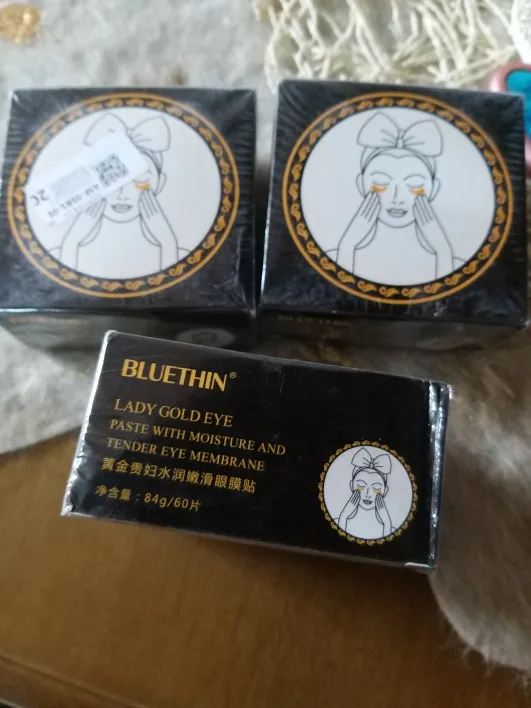 BLUETHIN®
LADY GOLD EYE
PASTE WITH MOISTURE AND
TENDER EYE MEMBRANE
黄金贵妇水润嫩滑眼膜贴
净含量：84g/60片